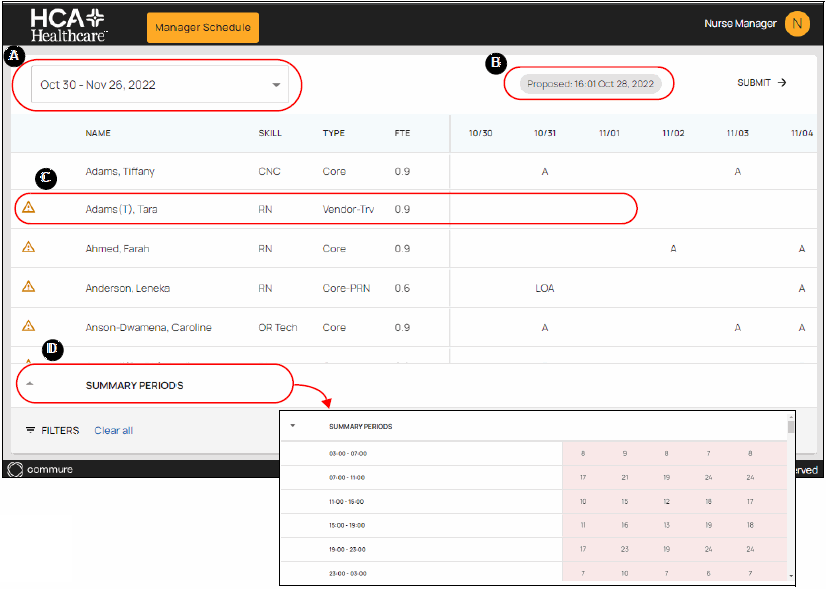 HCA
Healthcare™
Manager Schedule
Nurse Manager N
A
B
Oct 30 - Nov 26, 2022
Proposed: 16:01 Oct 28, 2022
SUBMIT →
NAME SKILL TYPE FTE 10/30 10/31 11/01 11/02 11/03 11/04
Adams, Tiffany CNC Core 0.9 A A
C
Adams(T), Tara RN Vendor-Trv 0.9
Ahmed, Farah RN Core 0.9 A A
Anderson, Leneka RN Core-PRN 0.6 LOA A
Anson-Dwamena, Caroline OR Tech Core 0.9 A A A
D
SUMMARY PERIODS
FILTERS Clear all
commure
rved
SUMMARY PERIODS
03:00 - 07:00 8 9 8 7 8
07:00 - 11:00 17 21 19 24 24
11:00 - 15:00 10 15 12 18 17
15:00 - 19:00 11 16 13 19 18
19:00 - 23:00 17 23 19 24 24
23:00 - 03:00 7 10 7 6 7